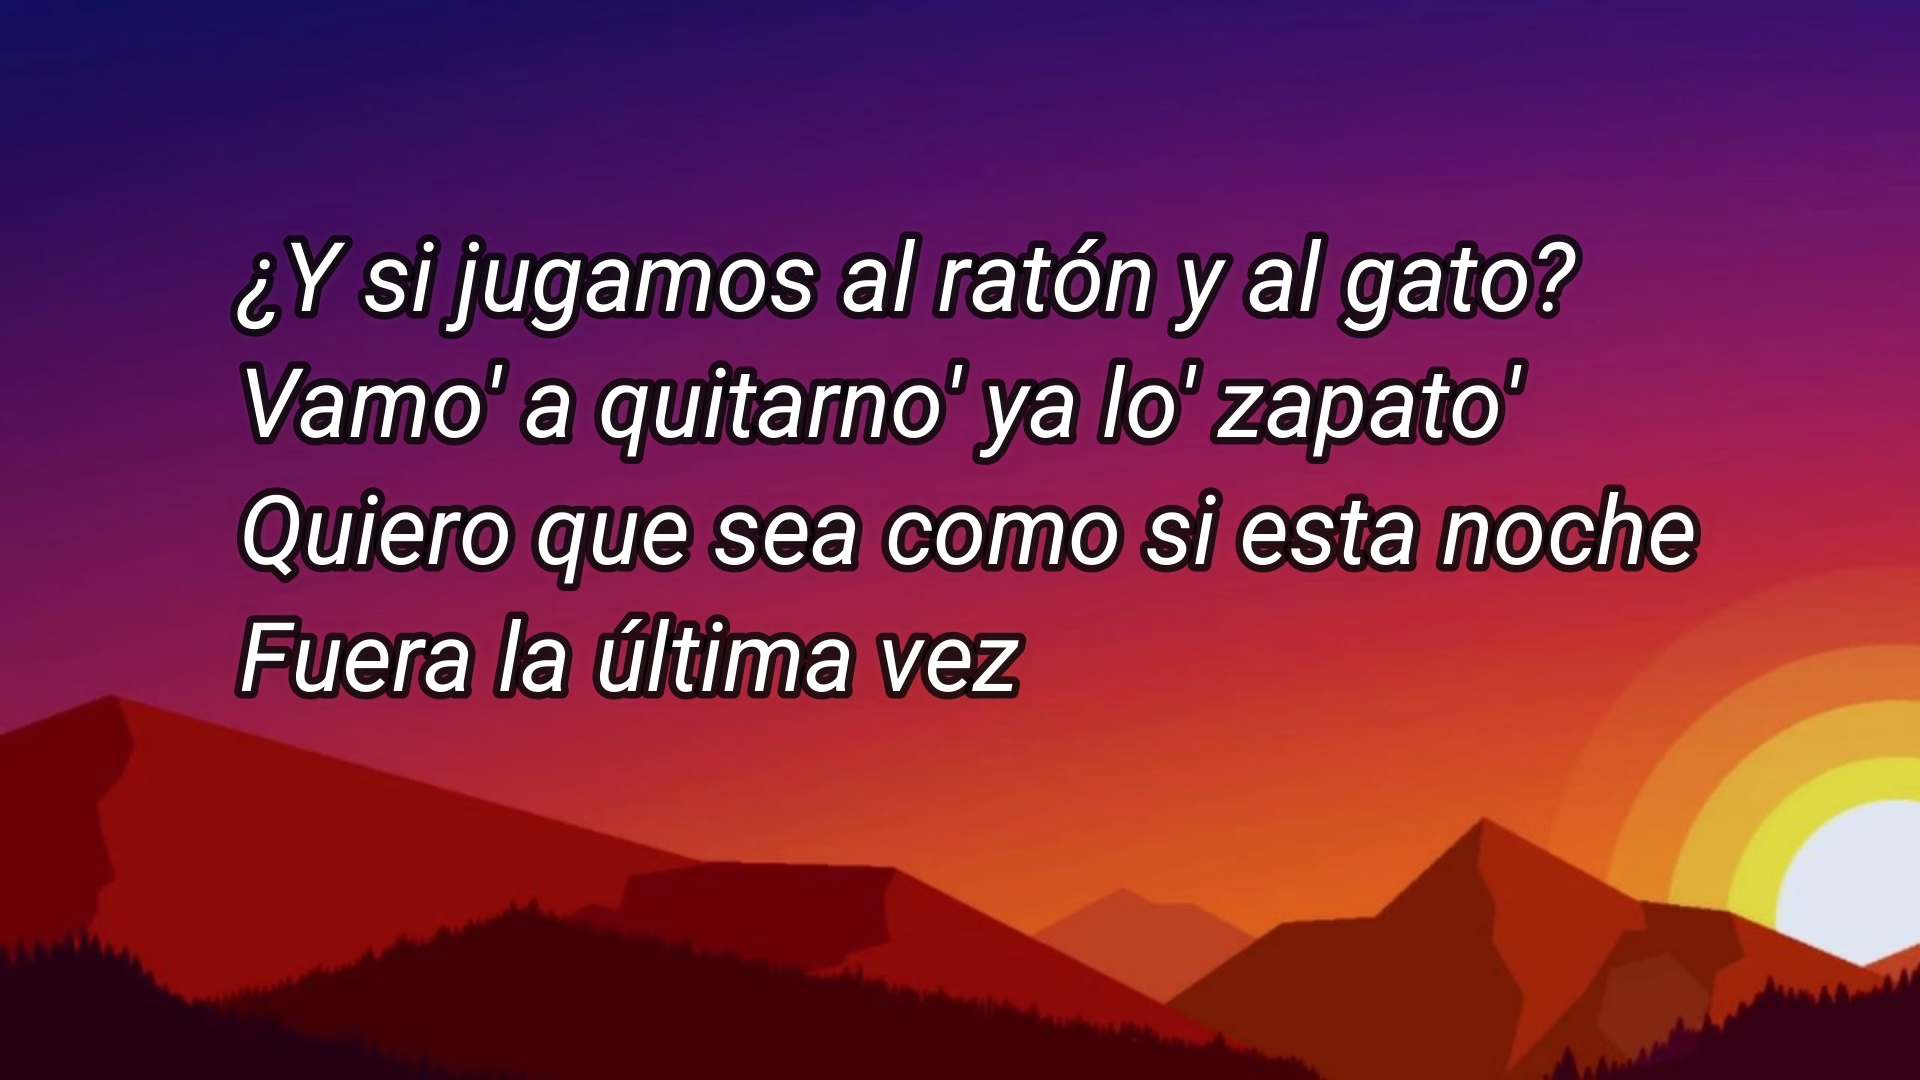 ¿Y si jugamos al ratón y al gato?
Vamo' a quitarno' ya lo' zapato'
Quiero que sea como si esta noche
Fuera la última vez